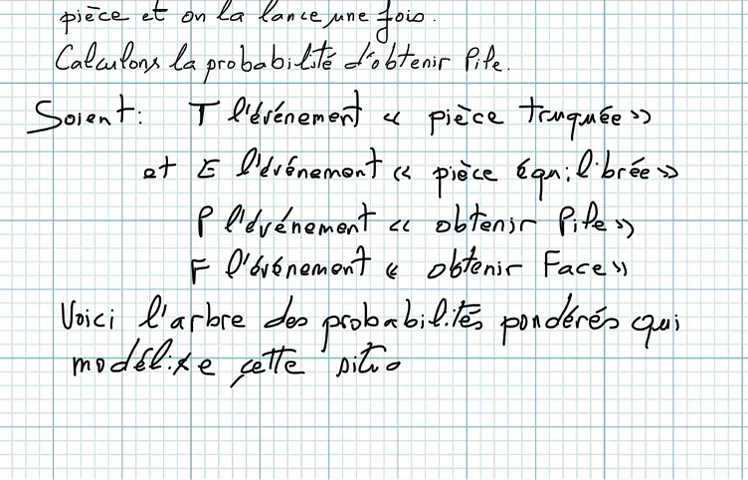 pièce et on la lance une fois.
Calculons la probabilité d'obtenir Pile.
Soient: T l'événement « pièce truquée »
et E l'événement « pièce équilibrée »
P l'événement « obtenir Pile »
F l'événement « obtenir Face »
Voici l'arbre des probabilités pondérés qui
modélise cette situa